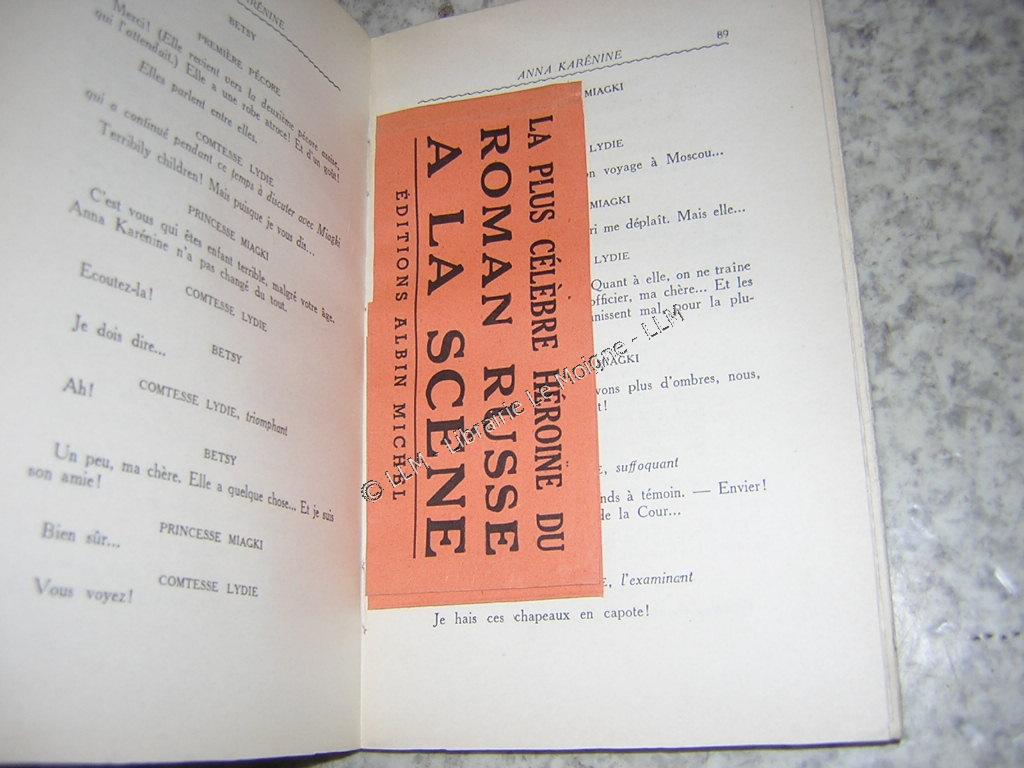 ARÉNINE
BETSY
Merci! (Elle revient vers la deuxième pécore assise,
PREMIÈRE PÉCORE
qui l'attendait.) Elle a une robe atroce! Et d'un goût!
Elles parlent entre elles.
COMTESSE LYDIE
qui a continué pendant ce temps à discuter avec Miagki
Terribily children! Mais puisque je vous dis...
PRINCESSE MIAGKI
C'est vous qui êtes enfant terrible, malgré votre âge.
Anna Karénine n'a pas changé du tout.
COMTESSE LYDIE
Ecoutez-la!
BETSY
Je dois dire...
COMTESSE LYDIE, triomphant
Ah!
BETSY
Un peu, ma chère. Elle a quelque chose... Et je suis
son amie!
PRINCESSE MIAGKI
Bien sûr...
COMTESSE LYDIE
Vous voyez!
ANNA KARÉNINE 89
MIAGKI
LYDIE
on voyage à Moscou...
MIAGKI
ri me déplaît. Mais elle...
LYDIE
Quant à elle, on ne traîne
officier, ma chère... Et les
unissent mal, pour la plu-
MIAGKI
vons plus d'ombres, nous,
t!
E, suffoquant
nds à témoin. — Envier!
de la Cour...
E, l'examinant
Je hais ces chapeaux en capote!
LA PLUS CÉLÈBRE HÉROÏNE DU
ROMAN RUSSE
A LA SCÈNE
ÉDITIONS ALBIN MICHEL
© LLM - Librairie Le Moigne - LLM